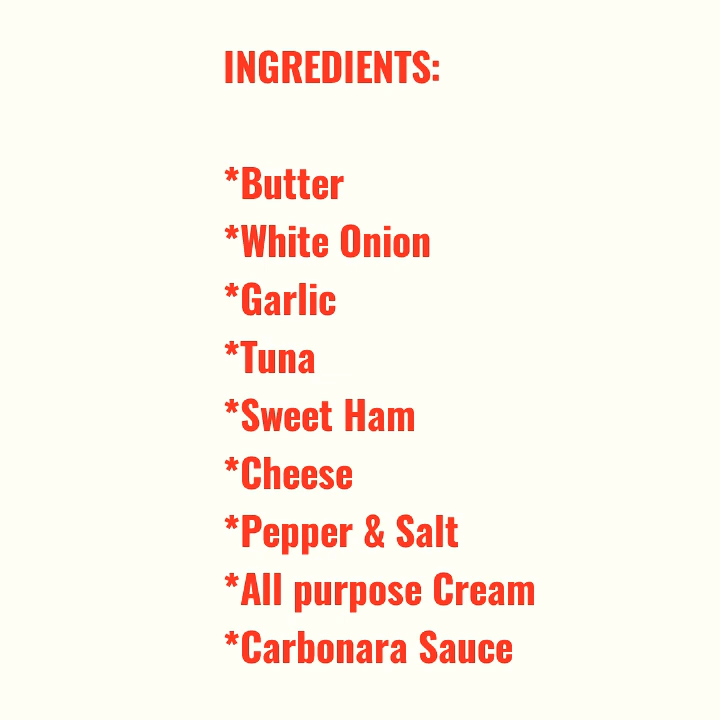 INGREDIENTS:
*Butter
*White Onion
*Garlic
*Tuna
*Sweet Ham
*Cheese
*Pepper & Salt
*All purpose Cream
*Carbonara Sauce